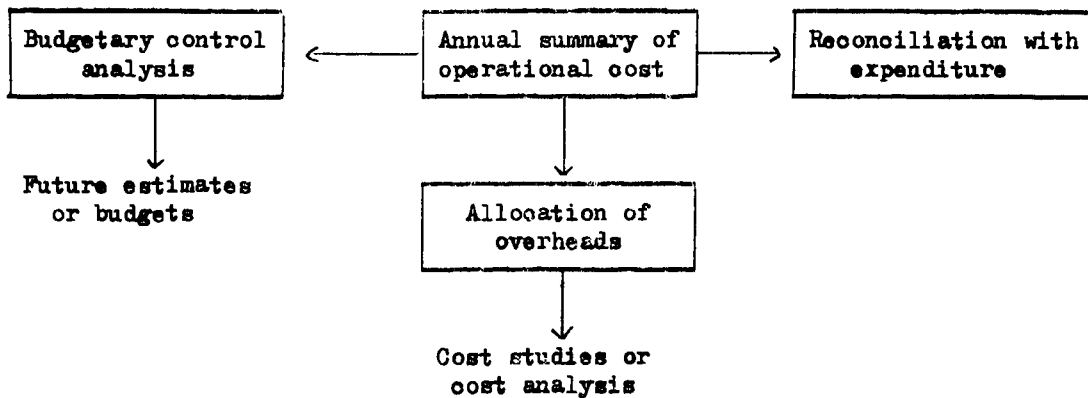 Budgetary control
analysis
Annual summary of
operational cost
Reconciliation with
expenditure
Future estimates
or budgets
Allocation of
overheads
Cost studies or
cost analysis